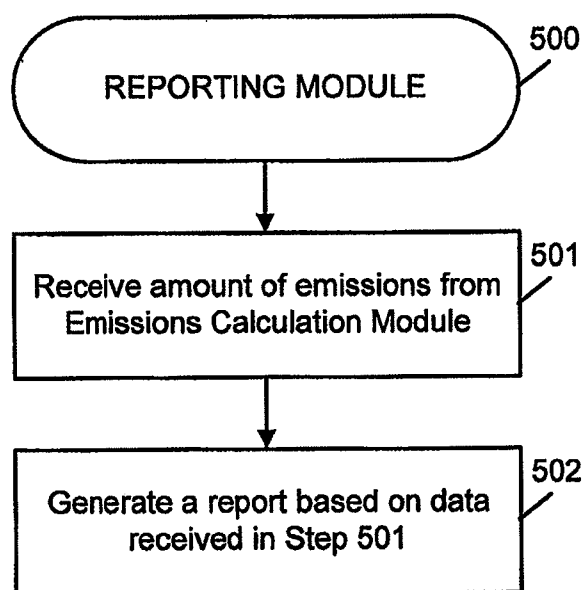 500
REPORTING MODULE
501
Receive amount of emissions from
Emissions Calculation Module
502
Generate a report based on data
received in Step 501